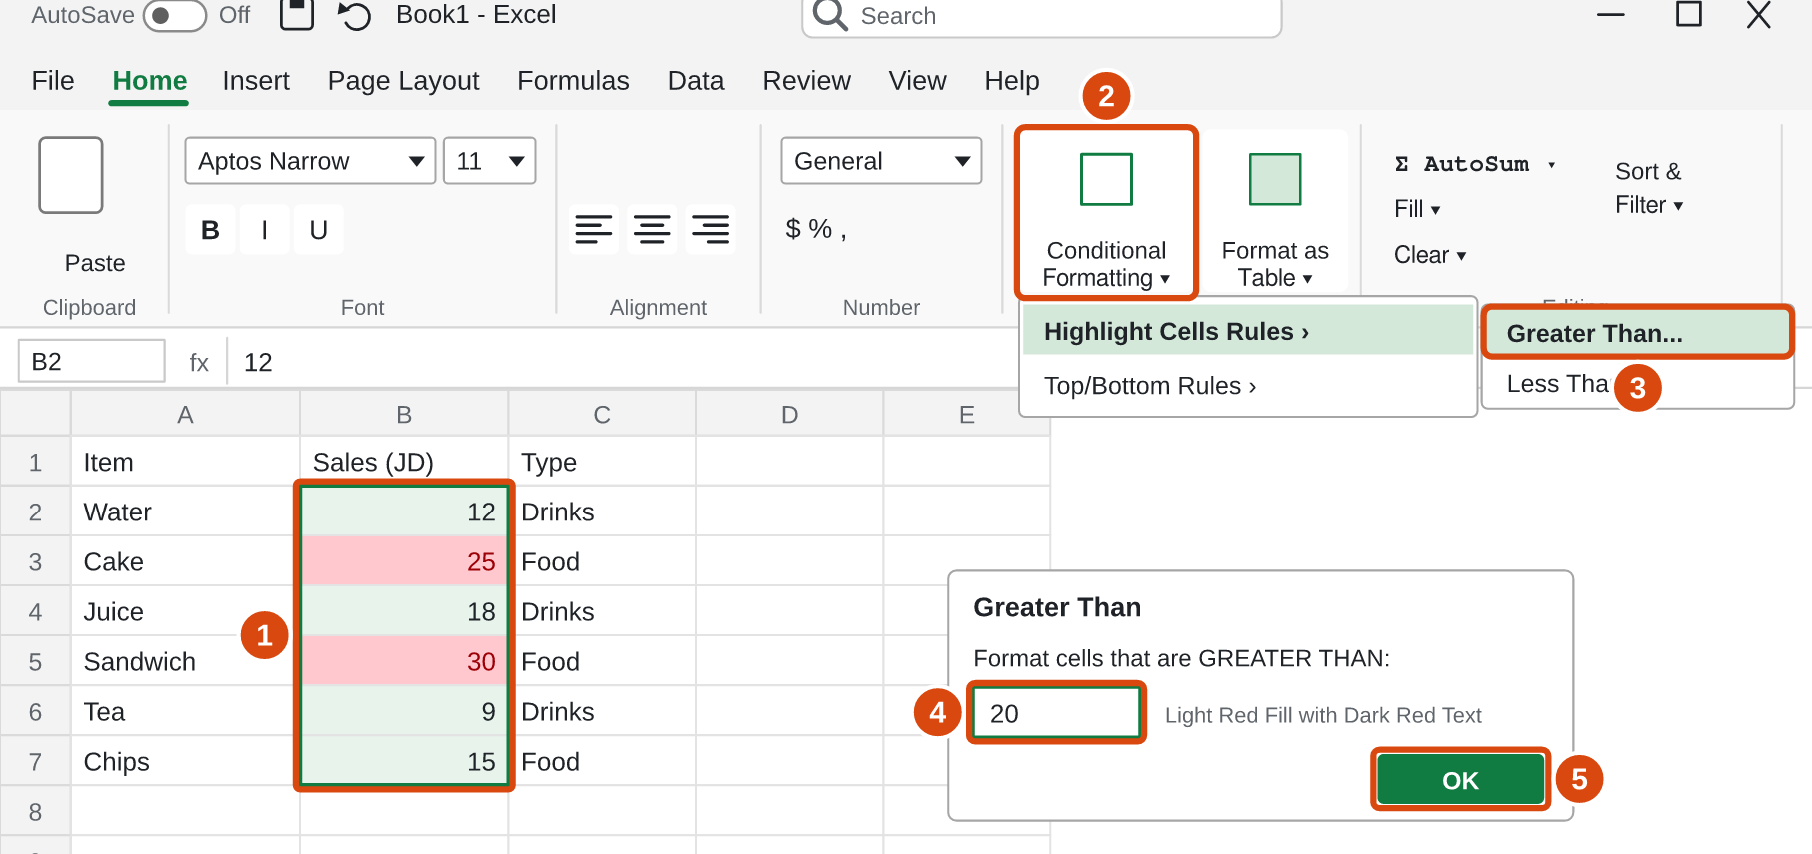 AutoSave Off Book1 - Excel Search
File Home Insert Page Layout Formulas Data Review View Help
2
Aptos Narrow 11 General
Σ AutoSum ▾
Sort &
Filter ▾
Fill ▾
B I U $ % ,
Conditional
Formatting ▾
Format as
Table ▾
Clear ▾
Paste
Clipboard Font Alignment Number
Highlight Cells Rules ›
Greater Than...
Top/Bottom Rules ›
Less Tha
3
B2 fx 12
A B C D E
1 Item Sales (JD) Type
2 Water 12 Drinks
3 Cake 25 Food
4 Juice 18 Drinks
1
5 Sandwich 30 Food
6 Tea 9 Drinks
7 Chips 15 Food
8
Greater Than
Format cells that are GREATER THAN:
4 20 Light Red Fill with Dark Red Text
OK 5